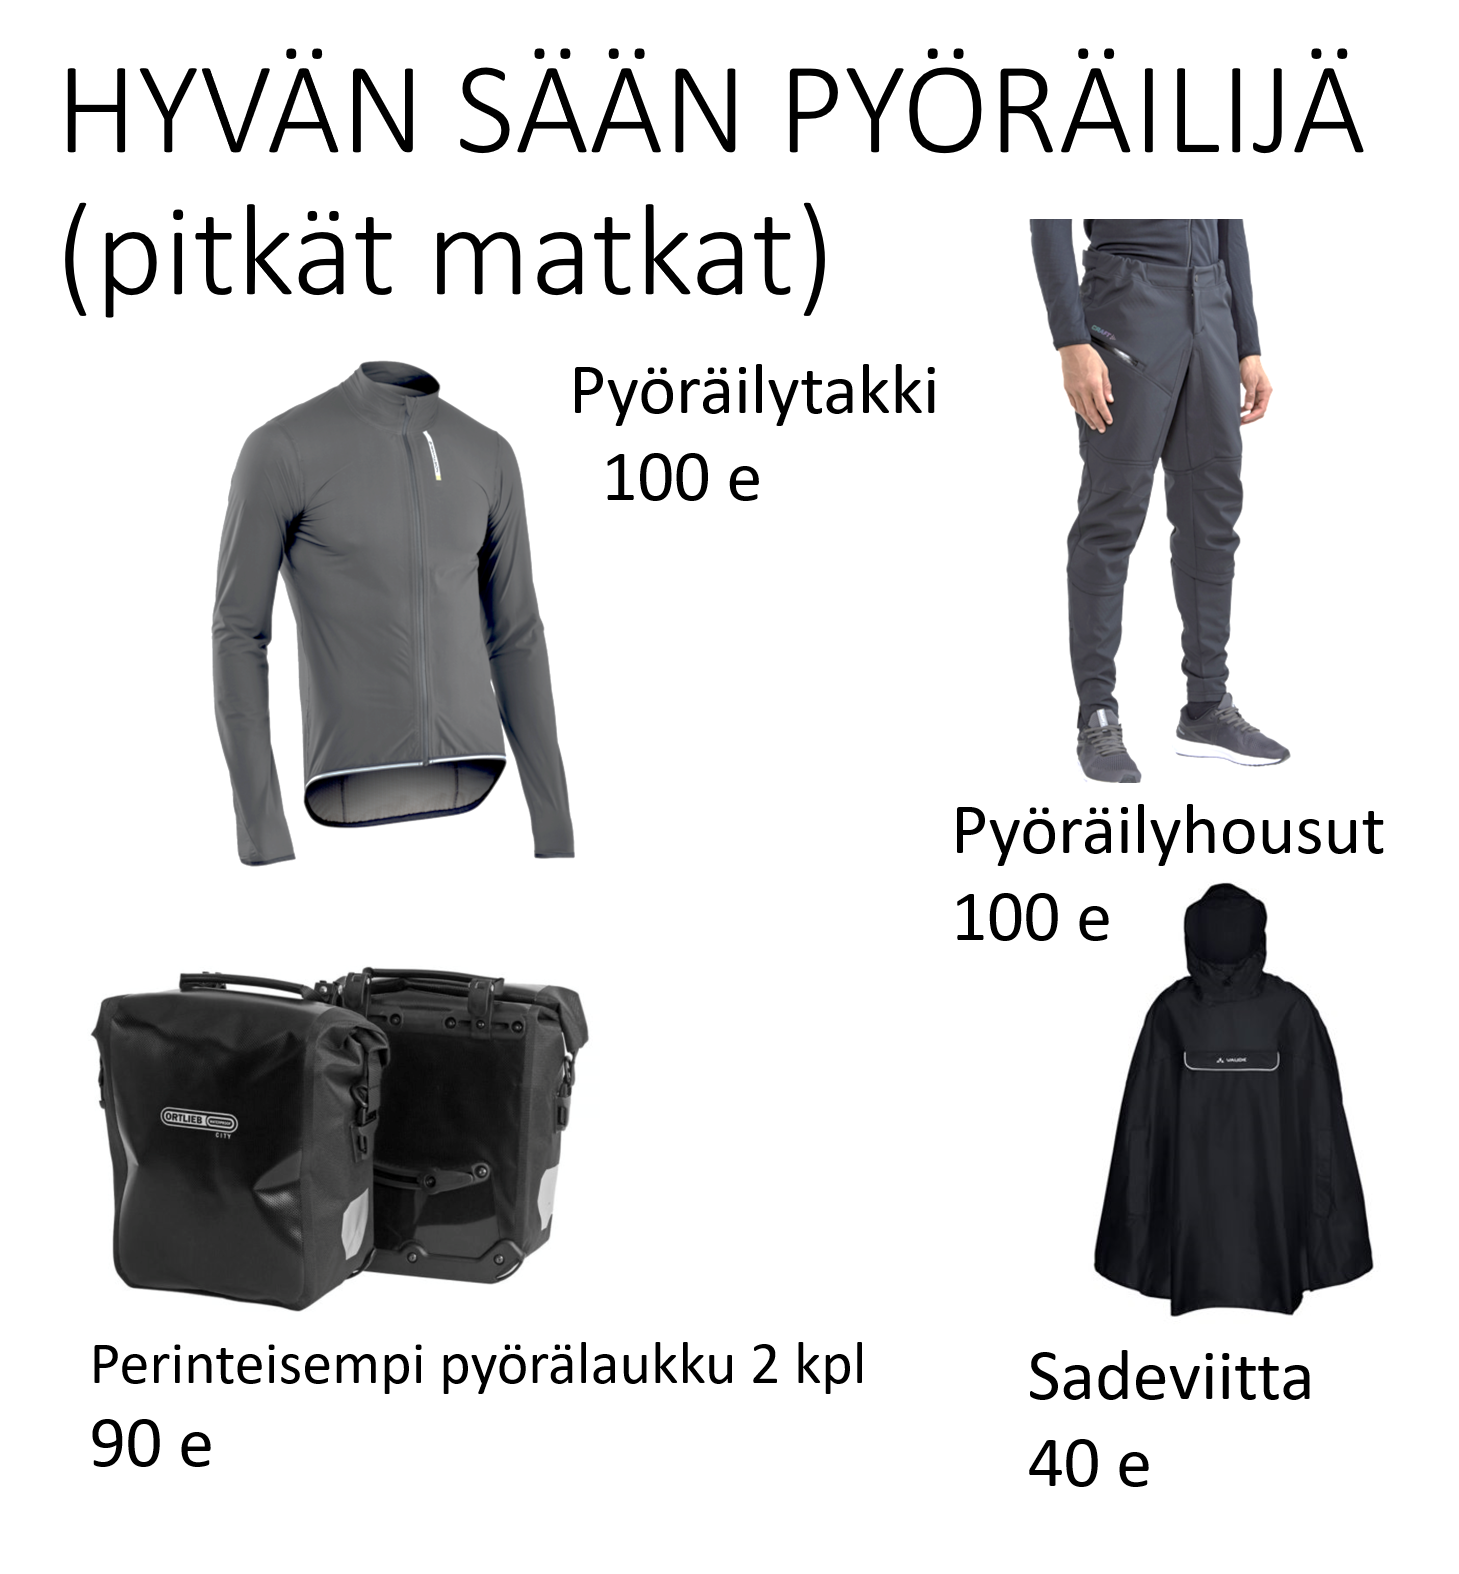 HYVÄN SÄÄN PYÖRÄILIJÄ
(pitkät matkat)
Pyöräilytakki
100 e
CRAFT
Pyöräilyhousut
100 e
ORTLIEB
CITY
VAUDE
Perinteisempi pyörälaukku 2 kpl
90 e
Sadeviitta
40 e